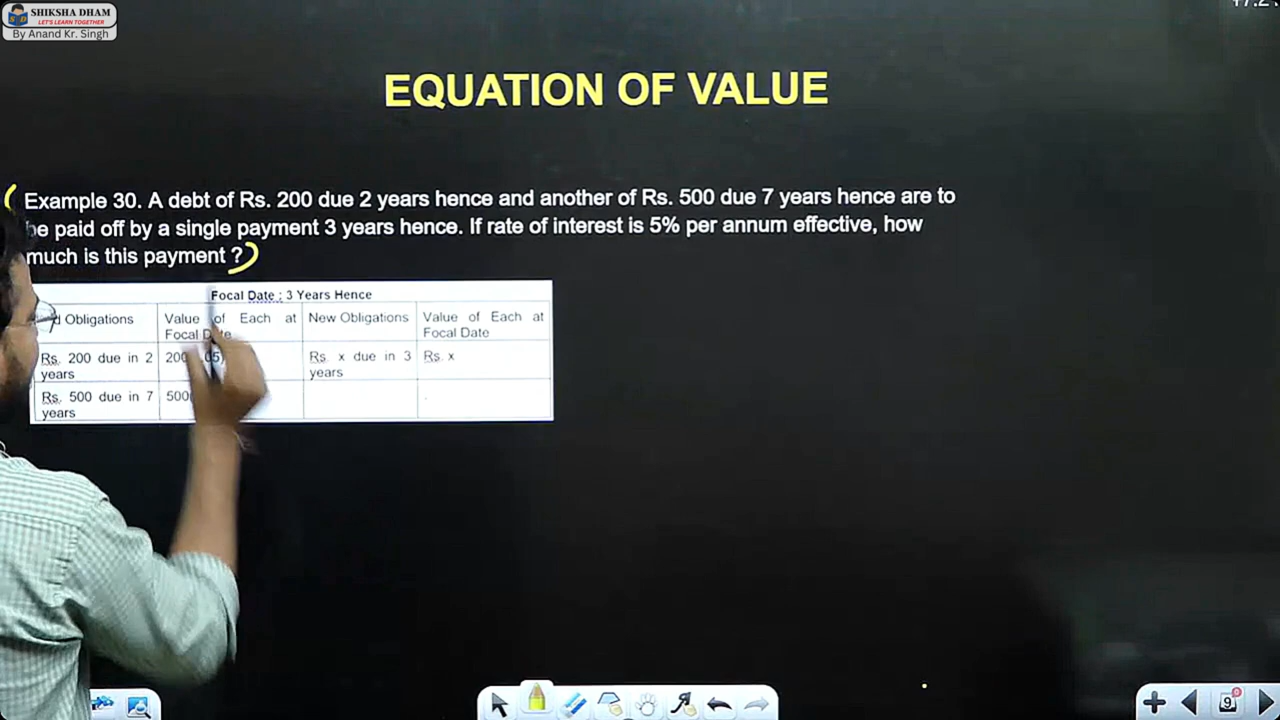 SHIKSHA DHAM
LET'S LEARN TOGETHER
By Anand Kr. Singh
EQUATION OF VALUE
Example 30. A debt of Rs. 200 due 2 years hence and another of Rs. 500 due 7 years hence are to
be paid off by a single payment 3 years hence. If rate of interest is 5% per annum effective, how
much is this payment ?
Focal Date : 3 Years Hence
Obligations
Value of Each at
Focal Date
New Obligations
Value of Each at
Focal Date
Rs. 200 due in 2
years
200
Rs. x due in 3
years
Rs. x
Rs. 500 due in 7
years
500
9